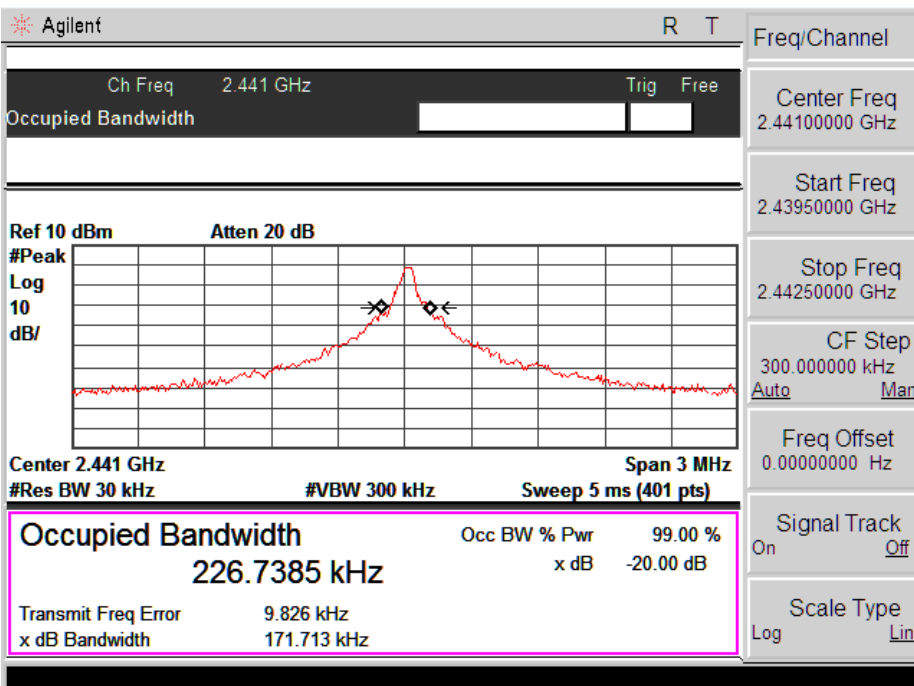 Agilent R T
Ch Freq 2.441 GHz Trig Free
Occupied Bandwidth
Ref 10 dBm Atten 20 dB
#Peak
Log
10
dB/
Center 2.441 GHz Span 3 MHz
#Res BW 30 kHz #VBW 300 kHz Sweep 5 ms (401 pts)
Occupied Bandwidth
226.7385 kHz
Occ BW % Pwr 99.00 %
x dB -20.00 dB
Transmit Freq Error 9.826 kHz
x dB Bandwidth 171.713 kHz
Freq/Channel
Center Freq
2.44100000 GHz
Start Freq
2.43950000 GHz
Stop Freq
2.44250000 GHz
CF Step
300.000000 kHz
Auto Man
Freq Offset
0.00000000 Hz
Signal Track
On Off
Scale Type
Log Lin